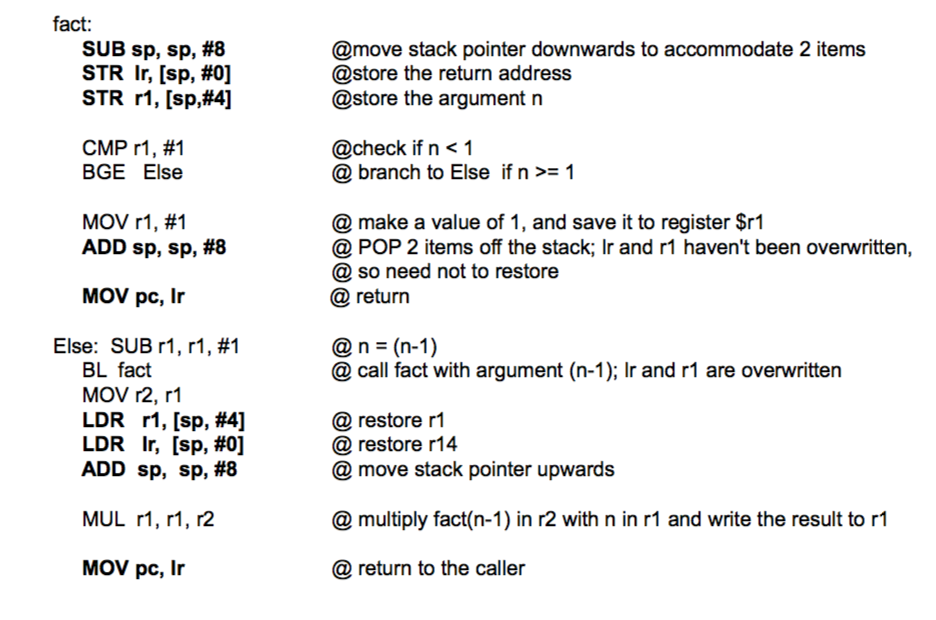 fact:
SUB sp, sp, #8 @move stack pointer downwards to accommodate 2 items
STR lr, [sp, #0] @store the return address
STR r1, [sp,#4] @store the argument n
CMP r1, #1 @check if n < 1
BGE Else @ branch to Else if n >= 1
MOV r1, #1 @ make a value of 1, and save it to register $r1
ADD sp, sp, #8 @ POP 2 items off the stack; lr and r1 haven't been overwritten,
@ so need not to restore
MOV pc, lr @ return
Else: SUB r1, r1, #1 @ n = (n-1)
BL fact @ call fact with argument (n-1); lr and r1 are overwritten
MOV r2, r1
LDR r1, [sp, #4] @ restore r1
LDR lr, [sp, #0] @ restore r14
ADD sp, sp, #8 @ move stack pointer upwards
MUL r1, r1, r2 @ multiply fact(n-1) in r2 with n in r1 and write the result to r1
MOV pc, lr @ return to the caller